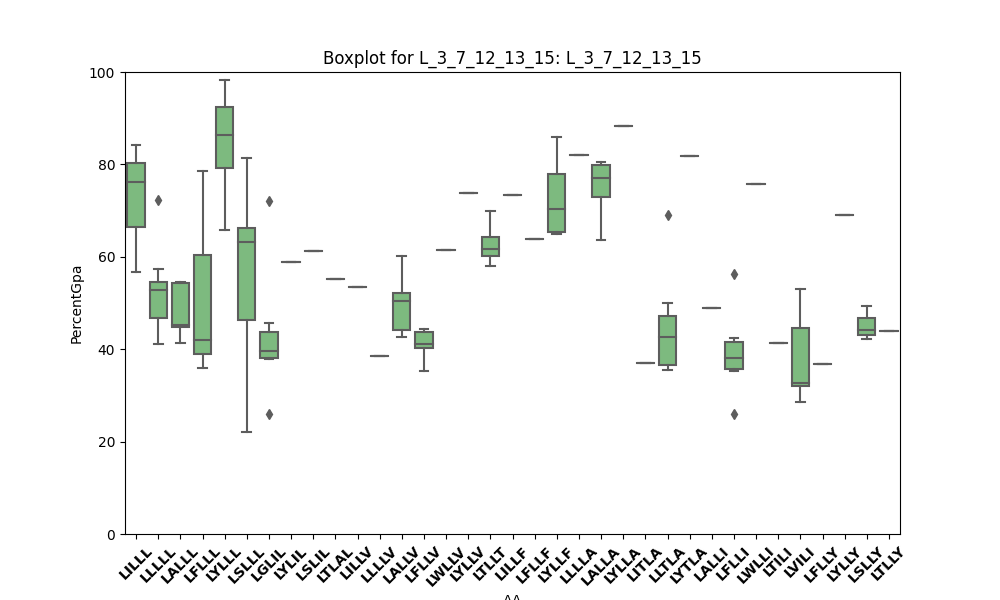 Boxplot for L_3_7_12_13_15: L_3_7_12_13_15
100
80
60
40
20
0
PercentGpa
LILLL
LLLLL
LALLL
LFLLL
LYLLL
LSLLL
LGLIL
LYLIL
LSLIL
LTLAL
LILLV
LLLLV
LALLV
LFLLV
LWLLV
LYLLV
LTLLT
LILLF
LFLLF
LYLLF
LLLLA
LALLA
LYLLA
LITLA
LLTLA
LYTLA
LALLI
LFLLI
LWLLI
LTILI
LVILI
LFLLY
LYLLY
LSLLY
LTLLY
AA